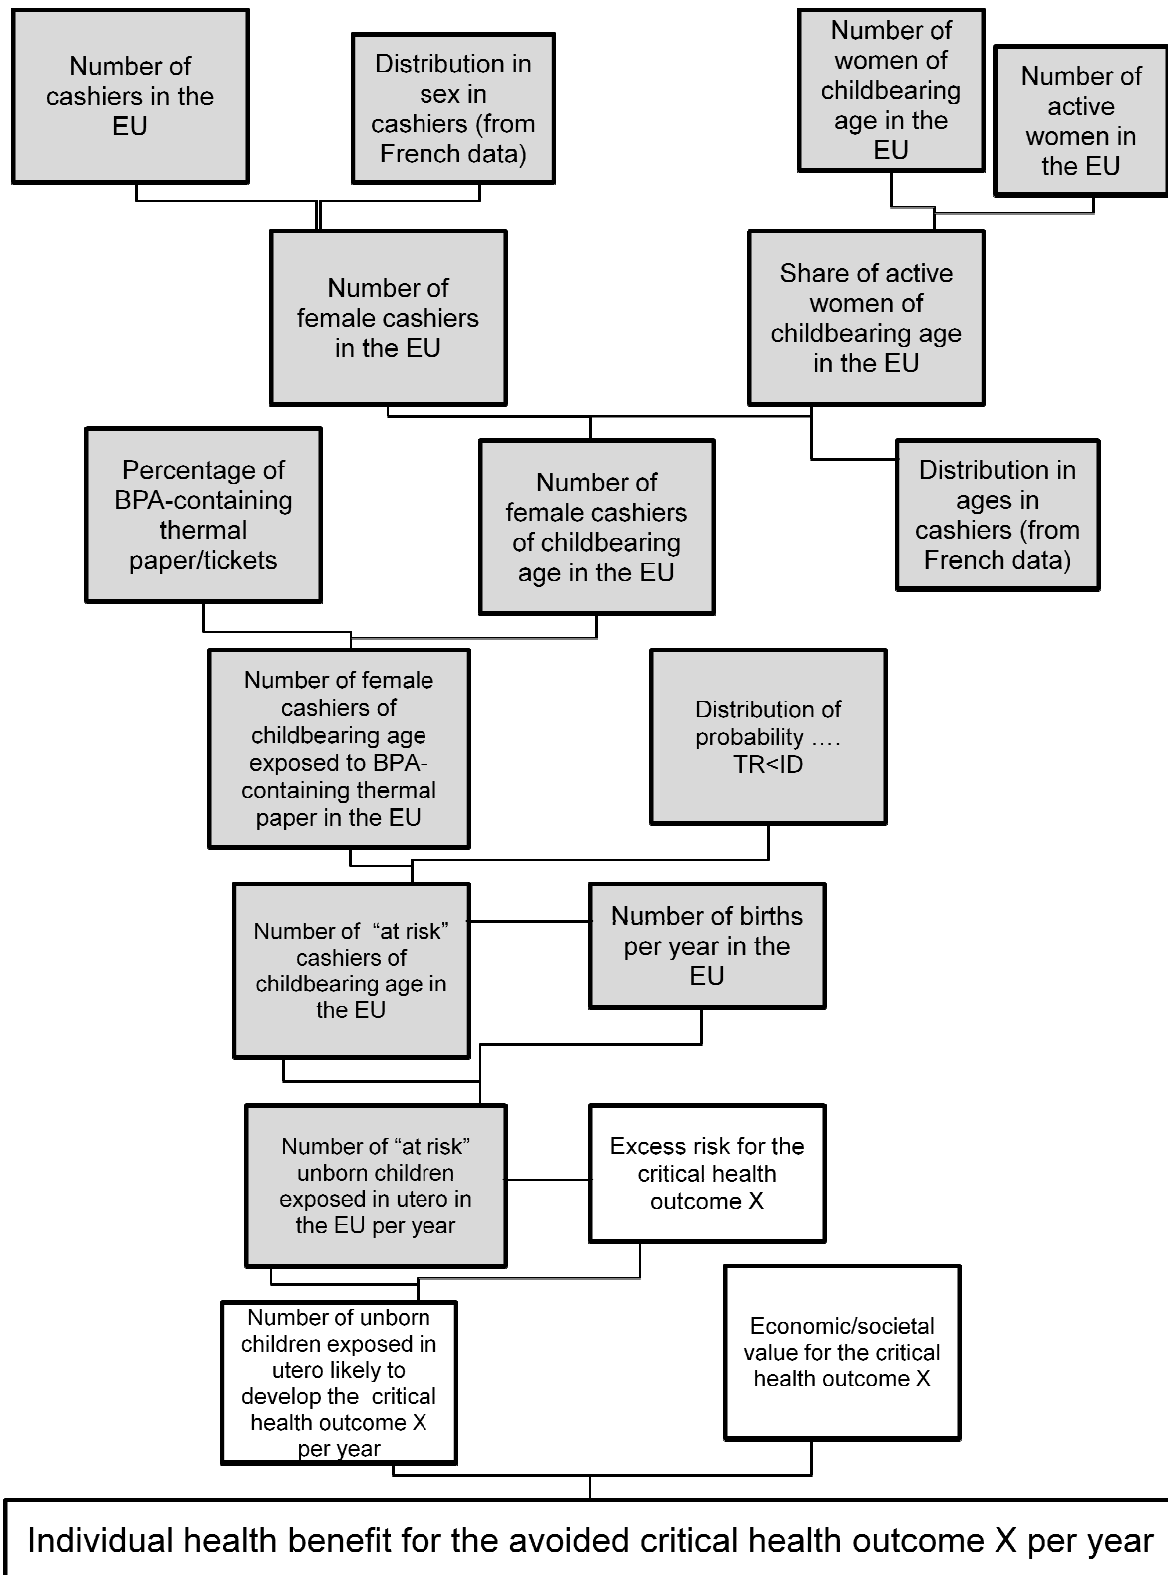 Number of
cashiers in the
EU
Distribution in
sex in
cashiers (from
French data)
Number of
women of
childbearing
age in the
EU
Number of
active
women in
the EU
Number of
female cashiers
in the EU
Share of active
women of
childbearing age
in the EU
Percentage of
BPA-containing
thermal
paper/tickets
Number of
female cashiers
of childbearing
age in the EU
Distribution in
ages in
cashiers (from
French data)
Number of female
cashiers of
childbearing age
exposed to BPA-
containing thermal
paper in the EU
Distribution of
probability ....
TR<ID
Number of “at risk”
cashiers of
childbearing age in
the EU
Number of births
per year in the
EU
Number of “at risk”
unborn children
exposed in utero in
the EU per year
Excess risk for the
critical health
outcome X
Number of unborn
children exposed in
utero likely to
develop the critical
health outcome X
per year
Economic/societal
value for the critical
health outcome X
Individual health benefit for the avoided critical health outcome X per year